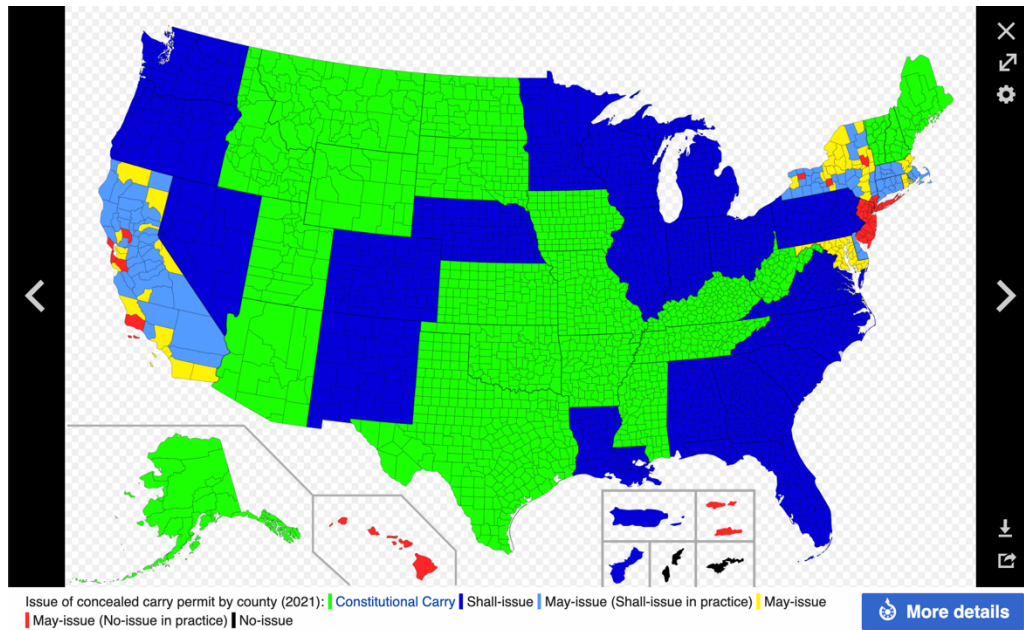 Issue of concealed carry permit by county (2021): Constitutional Carry Shall-issue May-issue (Shall-issue in practice) May-issue
May-issue (No-issue in practice) No-issue
More details